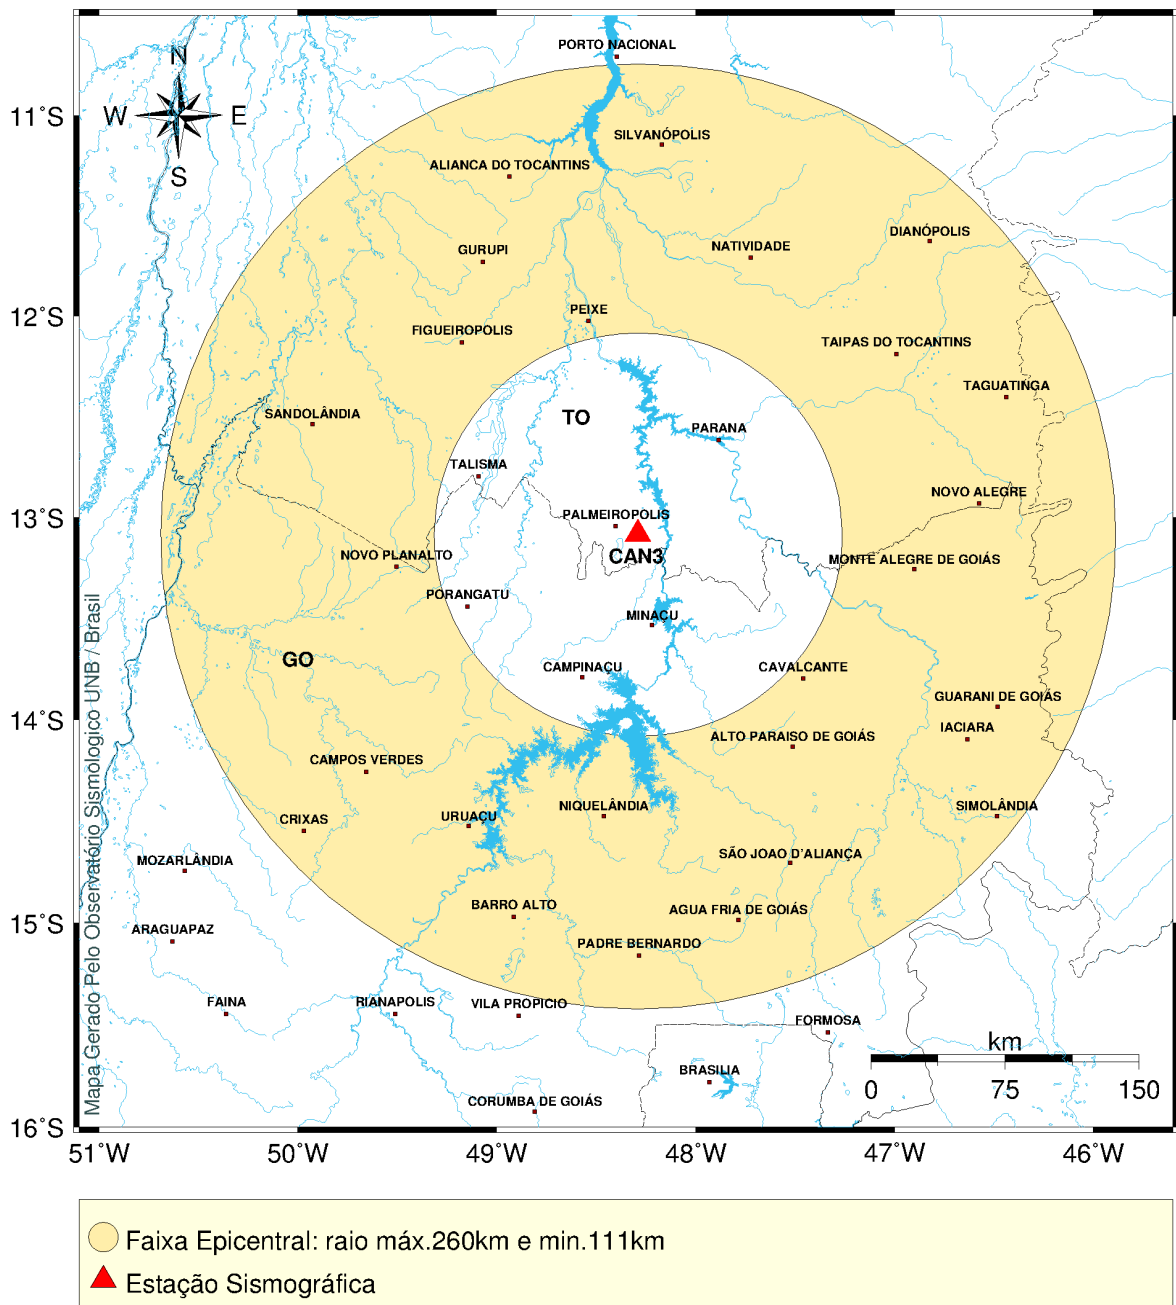 PORTO NACIONAL
N
11°S
W
E
SILVANÓPOLIS
ALIANCA DO TOCANTINS
S
DIANÓPOLIS
GURUPI
NATIVIDADE
12°S
PEIXE
FIGUEIROPOLIS
TAIPAS DO TOCANTINS
TAGUATINGA
SANDOLÂNDIA
TO
PARANA
TALISMA
NOVO ALEGRE
13°S
PALMEIROPOLIS
NOVO PLANALTO
CAN3
MONTE ALEGRE DE GOIÁS
PORANGATU
MINAÇU
GO
CAMPINAÇU
CAVALCANTE
GUARANI DE GOIÁS
14°S
IACIARA
ALTO PARAISO DE GOIÁS
CAMPOS VERDES
NIQUELÂNDIA
SIMOLÂNDIA
CRIXAS
URUAÇU
MOZARLÂNDIA
SÃO JOAO D'ALIANÇA
BARRO ALTO
AGUA FRIA DE GOIÁS
15°S
ARAGUAPAZ
PADRE BERNARDO
FAINA
RIANAPOLIS
VILA PROPICIO
FORMOSA
km
BRASILIA
0 75 150
CORUMBA DE GOIÁS
16°S
Mapa Gerado Pelo Observatório Sismologico UNB / Brasil
51°W 50°W 49°W 48°W 47°W 46°W
Faixa Epicentral: raio máx.260km e min.111km
Estação Sismográfica